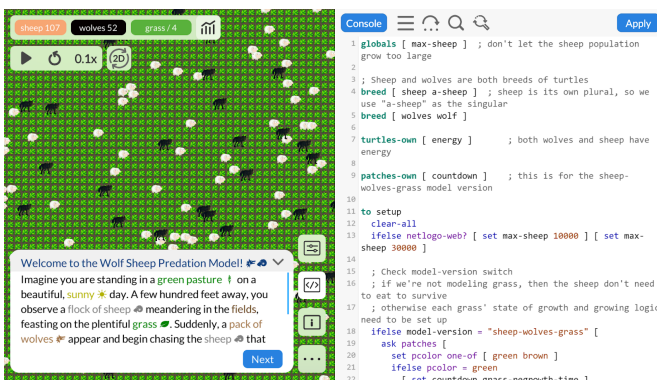 sheep 107
wolves 52
grass / 4
0.1x
2D
Welcome to the Wolf Sheep Predation Model!
Imagine you are standing in a green pasture on a
beautiful, sunny day. A few hundred feet away, you
observe a flock of sheep meandering in the fields,
feasting on the plentiful grass. Suddenly, a pack of
wolves appear and begin chasing the sheep that
Next
Console
Apply
1 globals [ max-sheep ] ; don't let the sheep population
grow too large
2
3 ; Sheep and wolves are both breeds of turtles
4 breed [ sheep a-sheep ] ; sheep is its own plural, so we
use "a-sheep" as the singular
5 breed [ wolves wolf ]
6
7 turtles-own [ energy ] ; both wolves and sheep have
energy
8
9 patches-own [ countdown ] ; this is for the sheep-
wolves-grass model version
10
11 to setup
12 clear-all
13 ifelse netlogo-web? [ set max-sheep 10000 ] [ set max-
sheep 30000 ]
14
15 ; Check model-version switch
16 ; if we're not modeling grass, then the sheep don't need
to eat to survive
17 ; otherwise each grass' state of growth and growing logic
need to be set up
18 ifelse model-version = "sheep-wolves-grass" [
19 ask patches [
20 set pcolor one-of [ green brown ]
21 ifelse pcolor = green
22 [ set countdown grass-regrowth-time ]